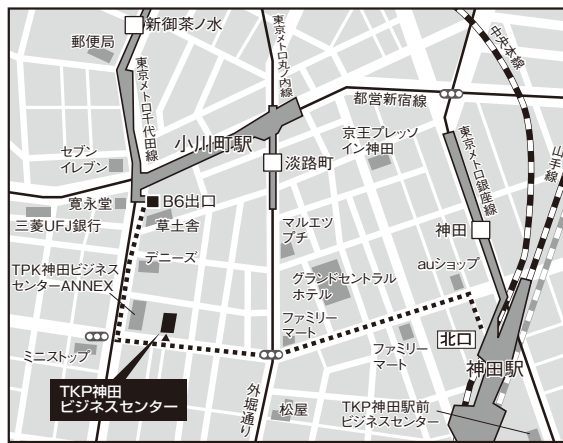 新御茶ノ水
郵便局
東京メトロ千代田線
東京メトロ丸ノ内線
中央本線
都営新宿線
小川町駅
京王プレッソ
イン神田
東京メトロ銀座線
山手線
セブン
イレブン
淡路町
B6出口
寛永堂
三菱UFJ銀行
草土舎
マルエツ
プチ
神田
デニーズ
TPK神田ビジネス
センターANNEX
グランドセントラル
ホテル
auショップ
ファミリー
マート
北口
神田駅
ミニストップ
ファミリー
マート
TKP神田
ビジネスセンター
外堀通り
松屋
TKP神田駅前
ビジネスセンター